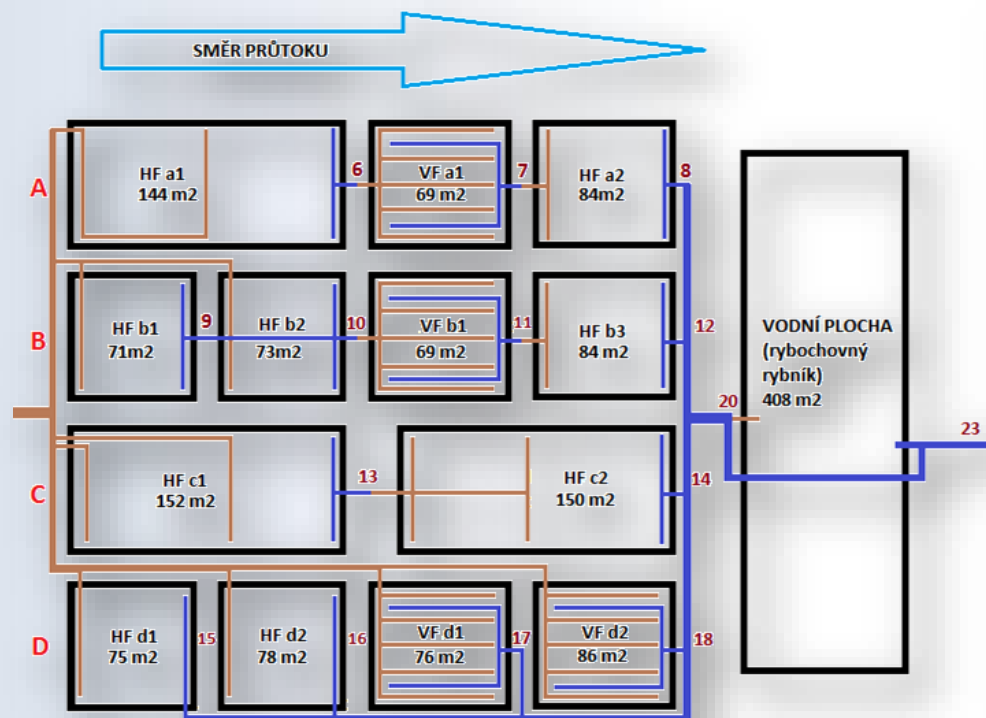 SMĚR PRŮTOKU
A
HF a1
144 m2
6
VF a1
69 m2
7
HF a2
84m2
8
B
HF b1
71m2
9
HF b2
73m2
10
VF b1
69 m2
11
HF b3
84 m2
12
VODNÍ PLOCHA
(rybochovný
rybník)
408 m2
20
23
C
HF c1
152 m2
13
HF c2
150 m2
14
D
HF d1
75 m2
15
HF d2
78 m2
16
VF d1
76 m2
17
VF d2
86 m2
18